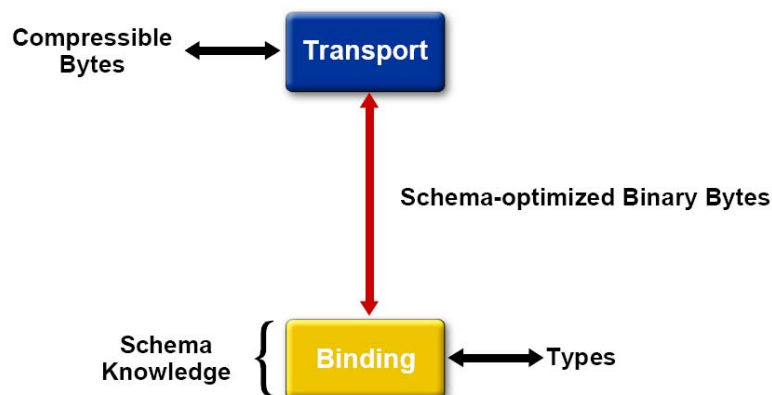 Compressible
Bytes
Transport
Schema-optimized Binary Bytes
Schema
Knowledge
Binding
Types